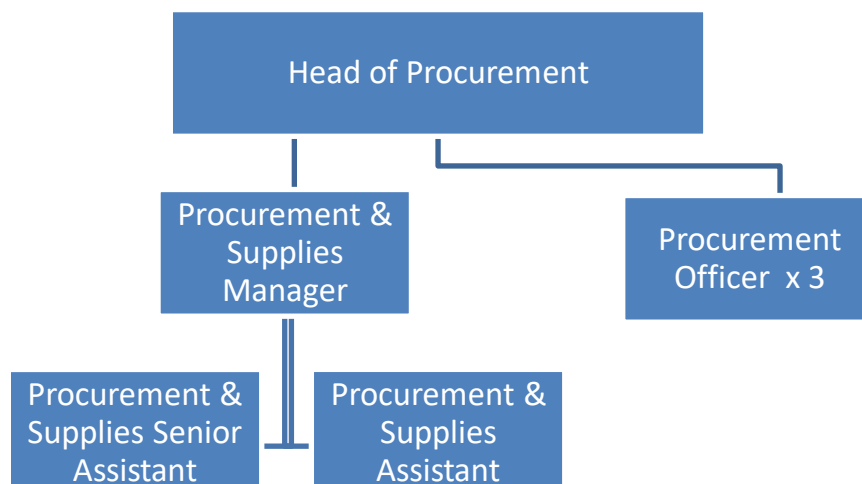 Head of Procurement
Procurement &
Supplies
Manager
Procurement
Officer x 3
Procurement &
Supplies Senior
Assistant
Procurement &
Supplies
Assistant